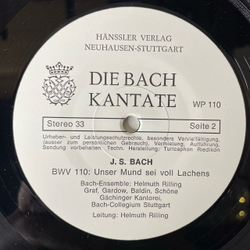 HÄNSSLER VERLAG
NEUHAUSEN-STUTTGART
DIE BACH
KANTATE
WP 110
Stereo 33
Seite 2
Urheber- und Leistungsschutzrechte, besonders Vervielfältigung,
(ausser zum persönlichen Gebrauch), Vermietung, Aufführung,
Sendung vorbehalten. Techn. Herstellung: Turicaphon Riedikon
J. S. BACH
BWV 110: Unser Mund sei voll Lachens
Bach-Ensemble: Helmuth Rilling
Graf, Gardow, Baldin, Schöne
Gächinger Kantorei,
Bach-Collegium Stuttgart
Leitung: Helmuth Rilling